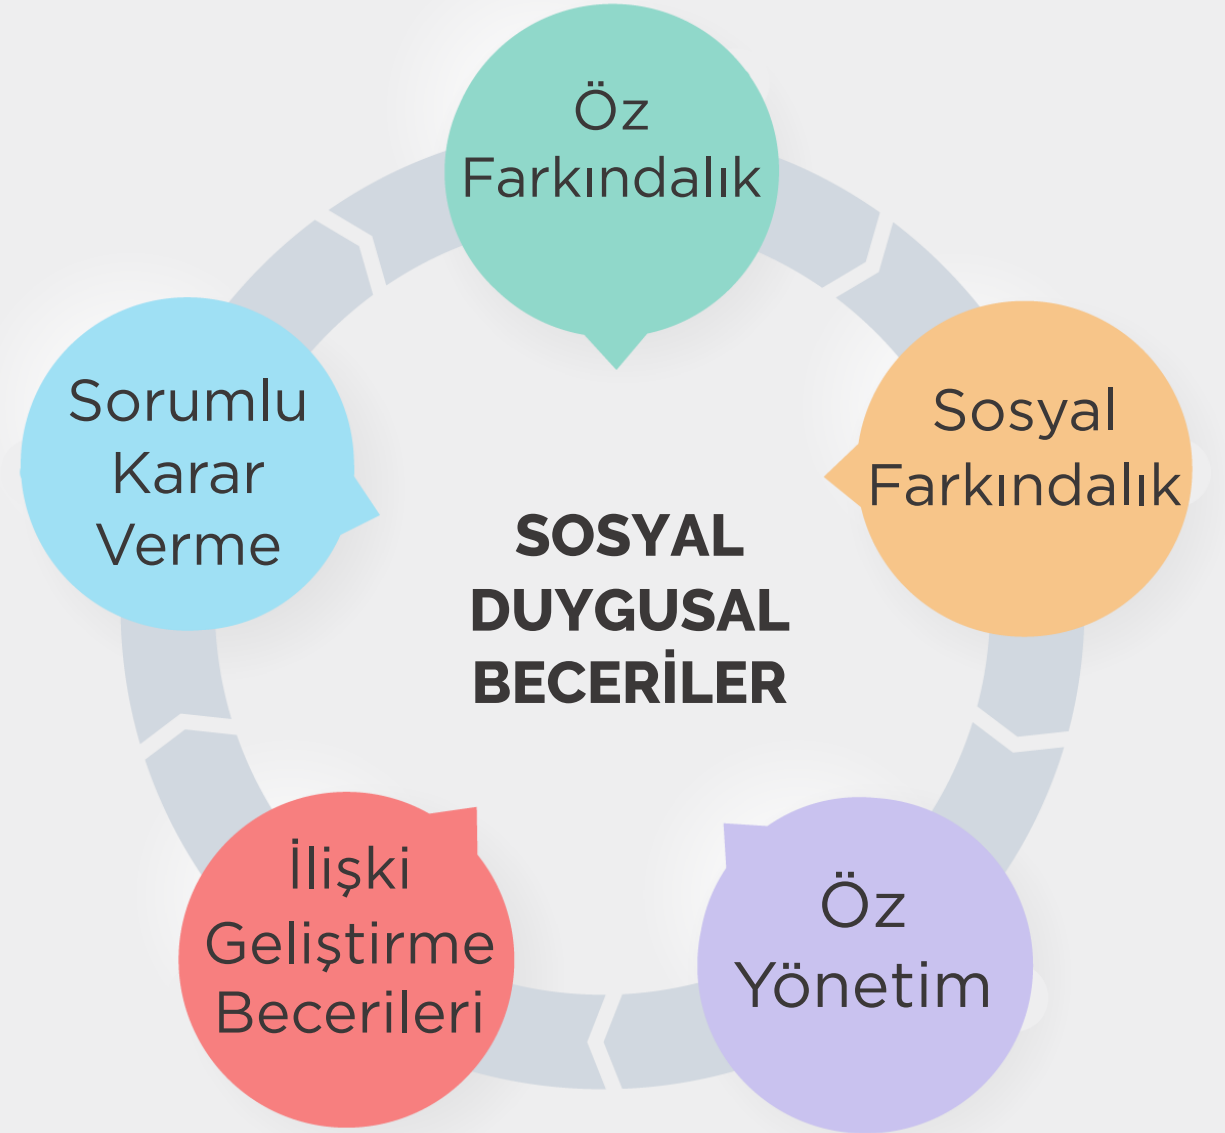 Öz
Farkındalık
Sosyal
Farkındalık
Sorumlu
Karar
Verme
SOSYAL
DUYGUSAL
BECERİLER
İlişki
Geliştirme
Becerileri
Öz
Yönetim